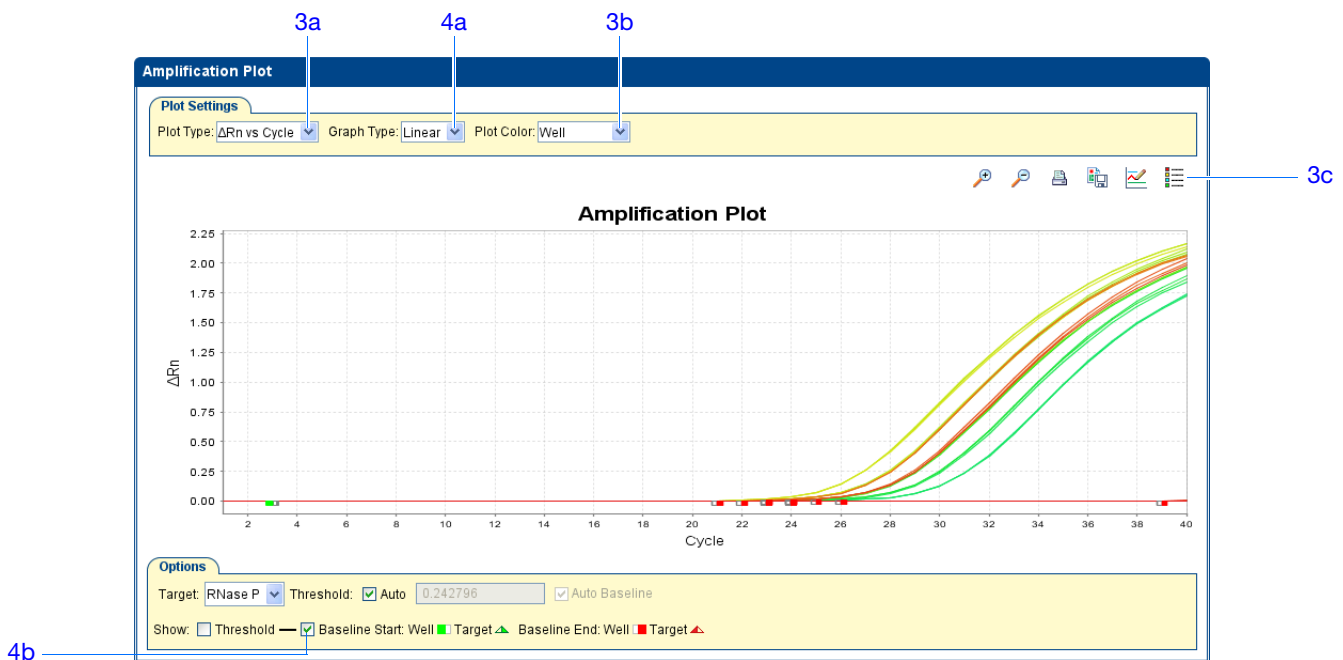 3a 4a 3b
Amplification Plot
Plot Settings
Plot Type: ΔRn vs Cycle Graph Type: Linear Plot Color: Well
3c
Amplification Plot
2.25
2.00
1.75
1.50
1.25
1.00
0.75
0.50
0.25
0.00
ΔRn
2 4 6 8 10 12 14 16 18 20 22 24 26 28 30 32 34 36 38 40
Cycle
Options
Target: RNase P Threshold: Auto 0.242796 Auto Baseline
Show: Threshold Baseline Start: Well Target Baseline End: Well Target
4b